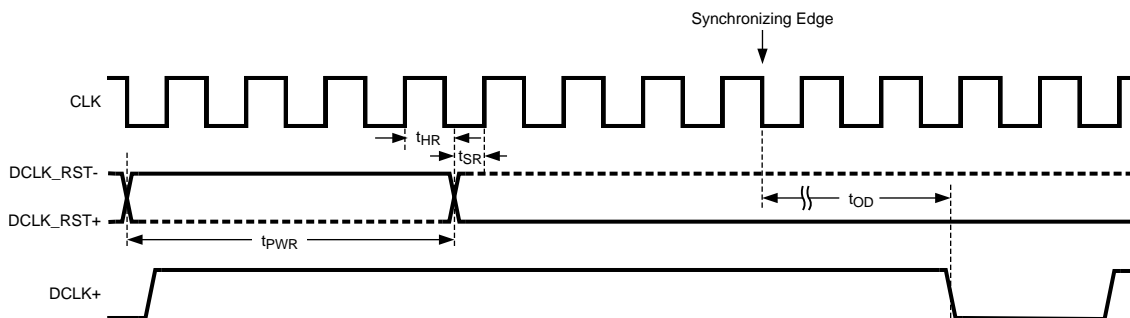 Synchronizing Edge
CLK
tHR
tSR
DCLK_RST-
tOD
DCLK_RST+
tPWR
DCLK+